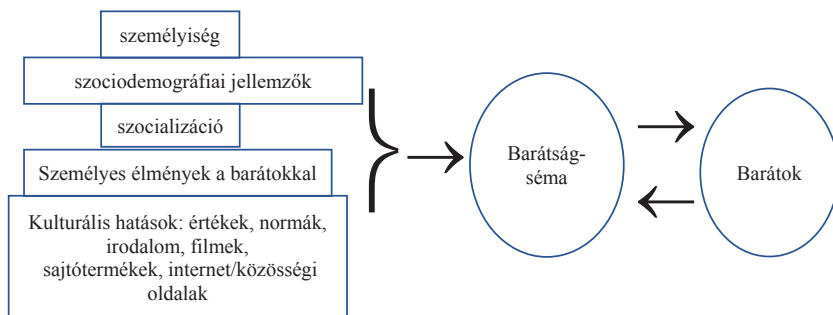 személyiség
szociodemográfiai jellemzők
szocializáció
Személyes élmények a barátokkal
Kulturális hatások: értékek, normák,
irodalom, filmek,
sajtótermékek, internet/közösségi
oldalak
Barátság-
séma
Barátok